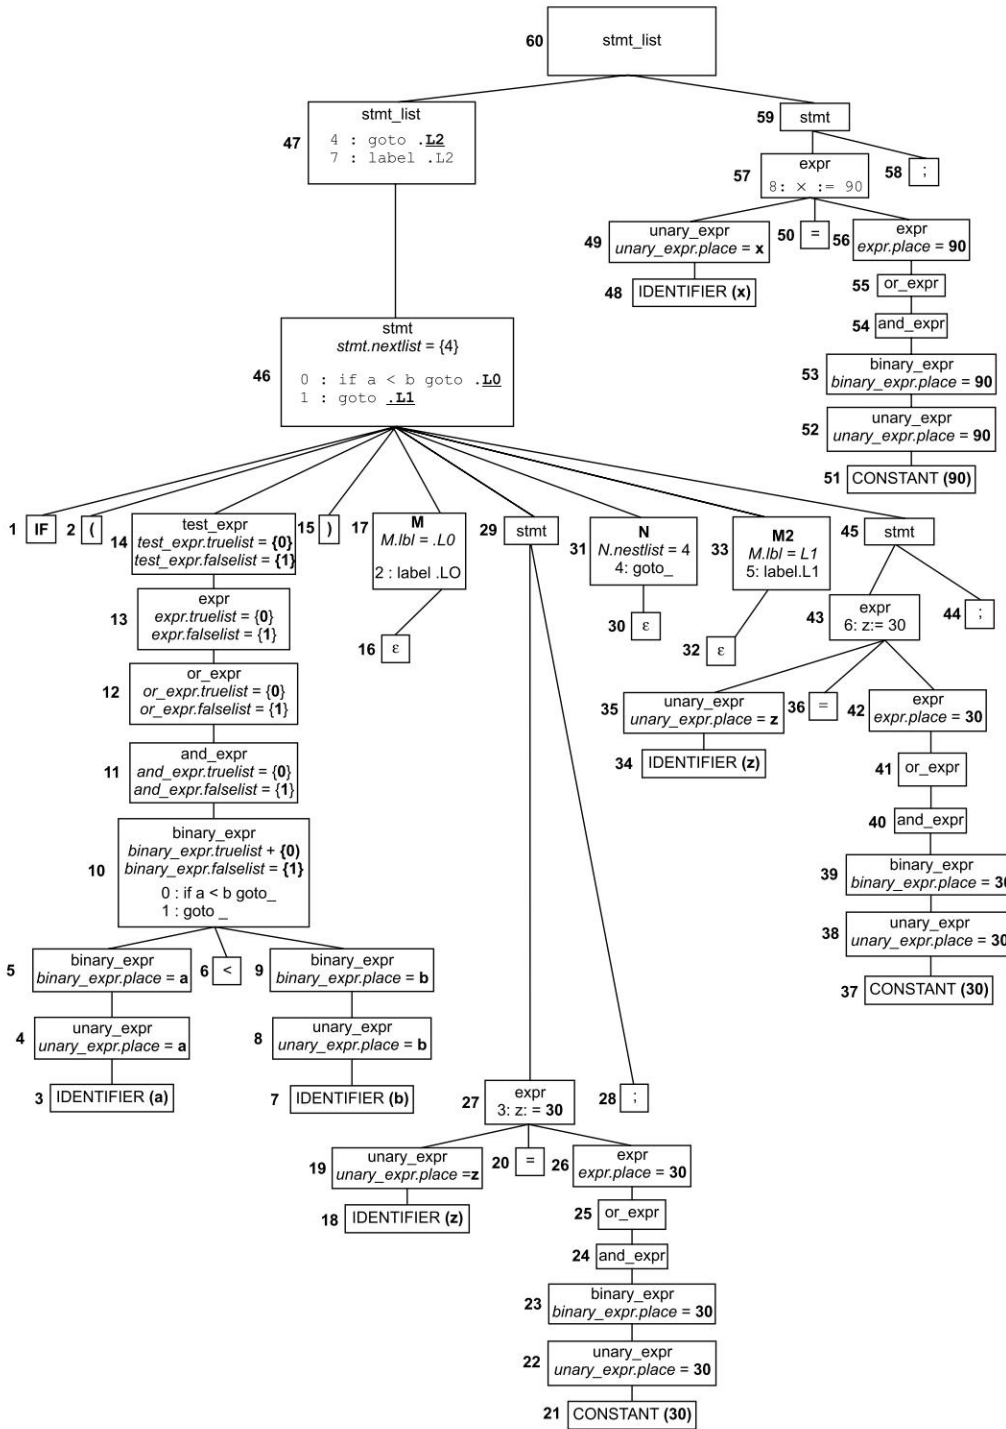 60 stmt_list
stmt_list
47 4 : goto .L2
7 : label .L2
59 stmt
57 expr
8: × := 90
58 ;
49 unary_expr
unary_expr.place = x
50 =
56 expr
expr.place = 90
48 IDENTIFIER (x)
55 or_expr
54 and_expr
53 binary_expr
binary_expr.place = 90
52 unary_expr
unary_expr.place = 90
51 CONSTANT (90)
46 stmt
stmt.nextlist = {4}
0 : if a < b goto .L0
1 : goto .L1
1 IF
2 (
14 test_expr
test_expr.truelist = {0}
test_expr.falselist = {1}
15 )
17 M
M.lbl = .L0
2 : label .LO
29 stmt
31 N
N.nestlist = 4
4: goto_
33 M2
M.lbl = L1
5: label.L1
45 stmt
13 expr
expr.truelist = {0}
expr.falselist = {1}
16 ε
30 ε
32 ε
43 expr
6: z:= 30
44 ;
12 or_expr
or_expr.truelist = {0}
or_expr.falselist = {1}
35 unary_expr
unary_expr.place = z
36 =
42 expr
expr.place = 30
34 IDENTIFIER (z)
11 and_expr
and_expr.truelist = {0}
and_expr.falselist = {1}
41 or_expr
40 and_expr
10 binary_expr
binary_expr.truelist + {0)
binary_expr.falselist = {1}
0 : if a < b goto_
1 : goto _
39 binary_expr
binary_expr.place = 30
38 unary_expr
unary_expr.place = 30
37 CONSTANT (30)
5 binary_expr
binary_expr.place = a
6 <
9 binary_expr
binary_expr.place = b
4 unary_expr
unary_expr.place = a
8 unary_expr
unary_expr.place = b
3 IDENTIFIER (a)
7 IDENTIFIER (b)
27 expr
3: z: = 30
28 ;
19 unary_expr
unary_expr.place =z
20 =
26 expr
expr.place = 30
18 IDENTIFIER (z)
25 or_expr
24 and_expr
23 binary_expr
binary_expr.place = 30
22 unary_expr
unary_expr.place = 30
21 CONSTANT (30)